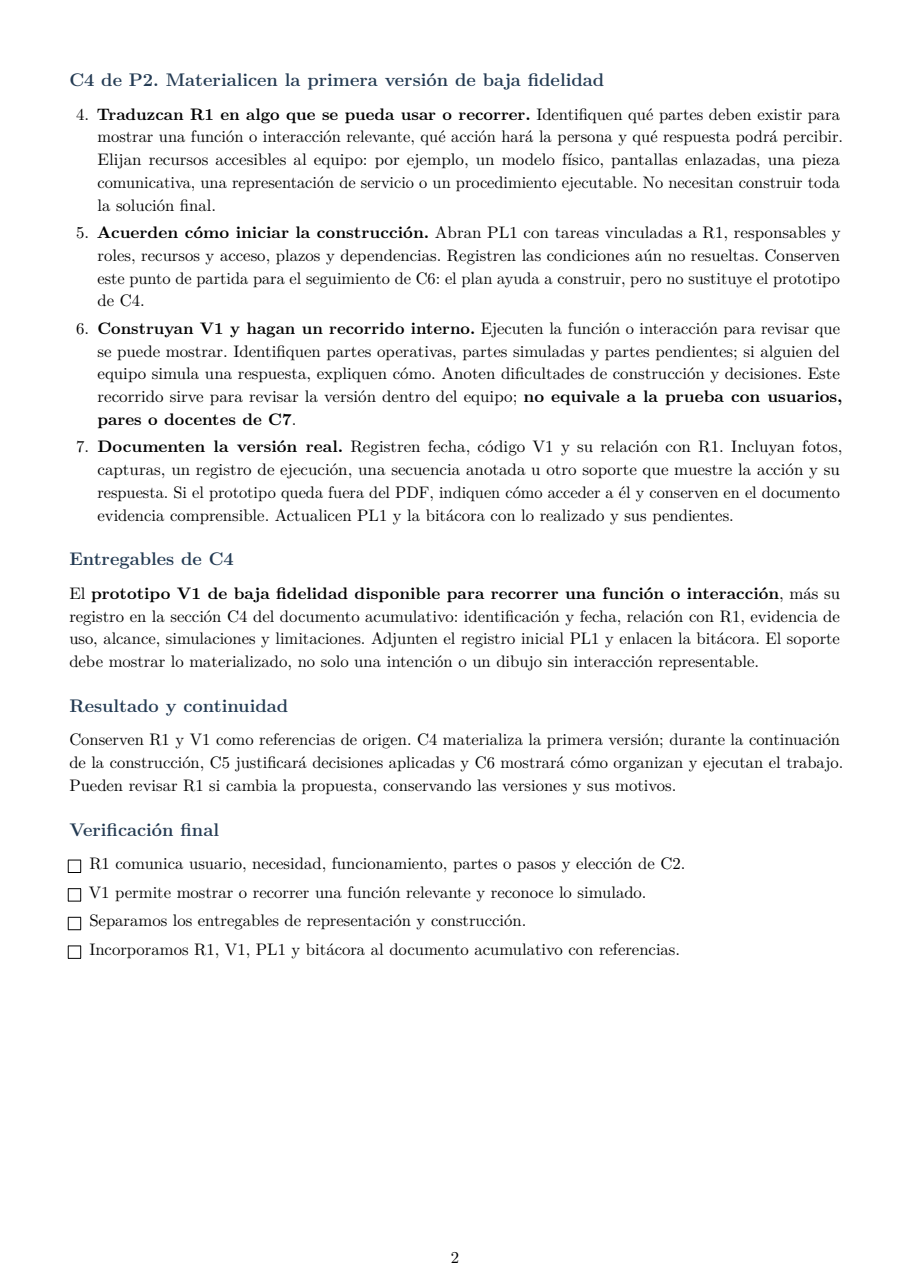 C4 de P2. Materialicen la primera versión de baja fidelidad
4. Traduzcan R1 en algo que se pueda usar o recorrer. Identifiquen qué partes deben existir para
mostrar una función o interacción relevante, qué acción hará la persona y qué respuesta podrá percibir.
Elijan recursos accesibles al equipo: por ejemplo, un modelo físico, pantallas enlazadas, una pieza
comunicativa, una representación de servicio o un procedimiento ejecutable. No necesitan construir toda
la solución final.
5. Acuerden cómo iniciar la construcción. Abran PL1 con tareas vinculadas a R1, responsables y
roles, recursos y acceso, plazos y dependencias. Registren las condiciones aún no resueltas. Conserven
este punto de partida para el seguimiento de C6: el plan ayuda a construir, pero no sustituye el prototipo
de C4.
6. Construyan V1 y hagan un recorrido interno. Ejecuten la función o interacción para revisar que
se puede mostrar. Identifiquen partes operativas, partes simuladas y partes pendientes; si alguien del
equipo simula una respuesta, expliquen cómo. Anoten dificultades de construcción y decisiones. Este
recorrido sirve para revisar la versión dentro del equipo; no equivale a la prueba con usuarios,
pares o docentes de C7.
7. Documenten la versión real. Registren fecha, código V1 y su relación con R1. Incluyan fotos,
capturas, un registro de ejecución, una secuencia anotada u otro soporte que muestre la acción y su
respuesta. Si el prototipo queda fuera del PDF, indiquen cómo acceder a él y conserven en el documento
evidencia comprensible. Actualicen PL1 y la bitácora con lo realizado y sus pendientes.
Entregables de C4
El prototipo V1 de baja fidelidad disponible para recorrer una función o interacción, más su
registro en la sección C4 del documento acumulativo: identificación y fecha, relación con R1, evidencia de
uso, alcance, simulaciones y limitaciones. Adjunten el registro inicial PL1 y enlacen la bitácora. El soporte
debe mostrar lo materializado, no solo una intención o un dibujo sin interacción representable.
Resultado y continuidad
Conserven R1 y V1 como referencias de origen. C4 materializa la primera versión; durante la continuación
de la construcción, C5 justificará decisiones aplicadas y C6 mostrará cómo organizan y ejecutan el trabajo.
Pueden revisar R1 si cambia la propuesta, conservando las versiones y sus motivos.
Verificación final
R1 comunica usuario, necesidad, funcionamiento, partes o pasos y elección de C2.
V1 permite mostrar o recorrer una función relevante y reconoce lo simulado.
Separamos los entregables de representación y construcción.
Incorporamos R1, V1, PL1 y bitácora al documento acumulativo con referencias.
2